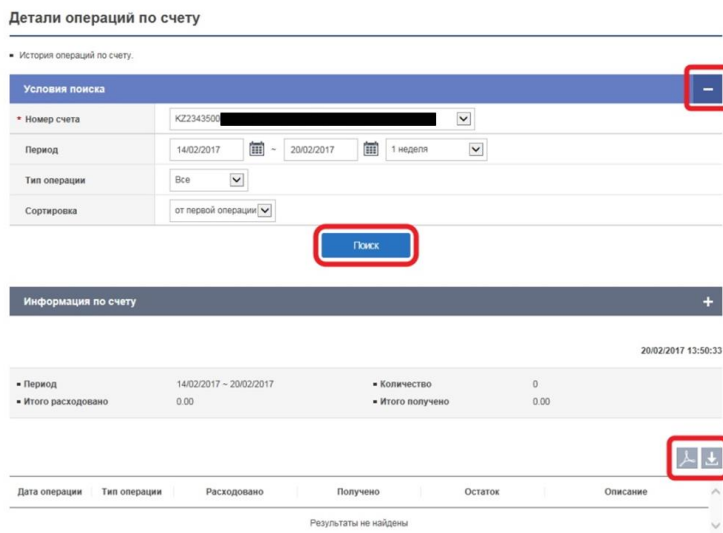 Детали операций по счету
▪ История операций по счету.
Условия поиска −
* Номер счета KZ2343500
Период 14/02/2017 ~ 20/02/2017 1 неделя
Тип операции Все
Сортировка от первой операции
Поиск
Информация по счету +
20/02/2017 13:50:33
▪ Период 14/02/2017 ~ 20/02/2017 ▪ Количество 0
▪ Итого расходовано 0.00 ▪ Итого получено 0.00
Дата операции Тип операции Расходовано Получено Остаток Описание
Результаты не найдены